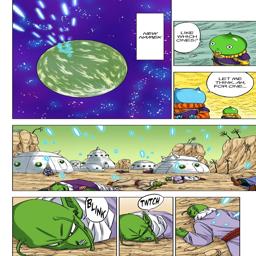 NEW
NAMEK
LIKE
WHICH
ONES?
LET ME
THINK, AH,
FOR ONE...
BLINK
TWITCH